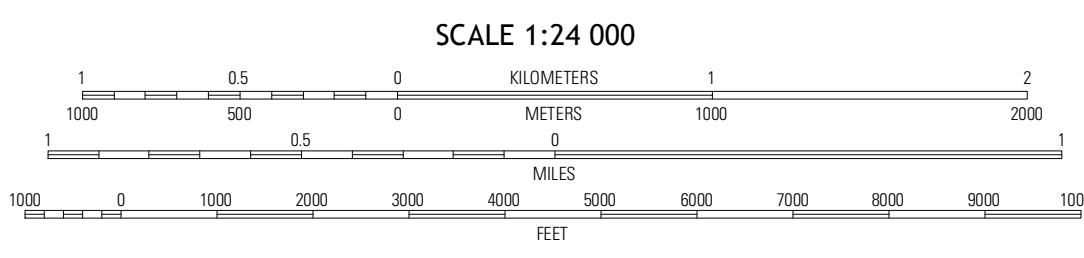 SCALE 1:24 000
1 0.5 0 KILOMETERS 1 2
1000 500 0 METERS 1000 2000
1 0.5 0 1
MILES
1000 0 1000 2000 3000 4000 5000 6000 7000 8000 9000 100
FEET